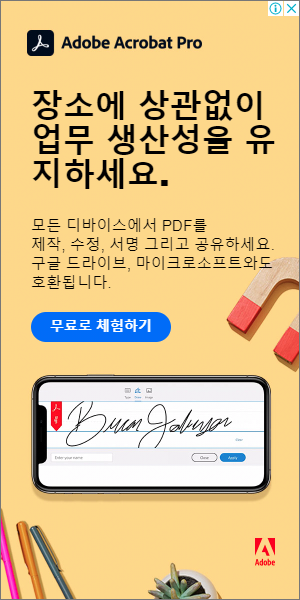 Adobe Acrobat Pro
장소에 상관없이
업무 생산성을 유
지하세요.
모든 디바이스에서 PDF를
제작, 수정, 서명 그리고 공유하세요.
구글 드라이브, 마이크로소프트와도
호환됩니다.
무료로 체험하기
Type Draw Image
Enter your name
Close
Apply
Adobe